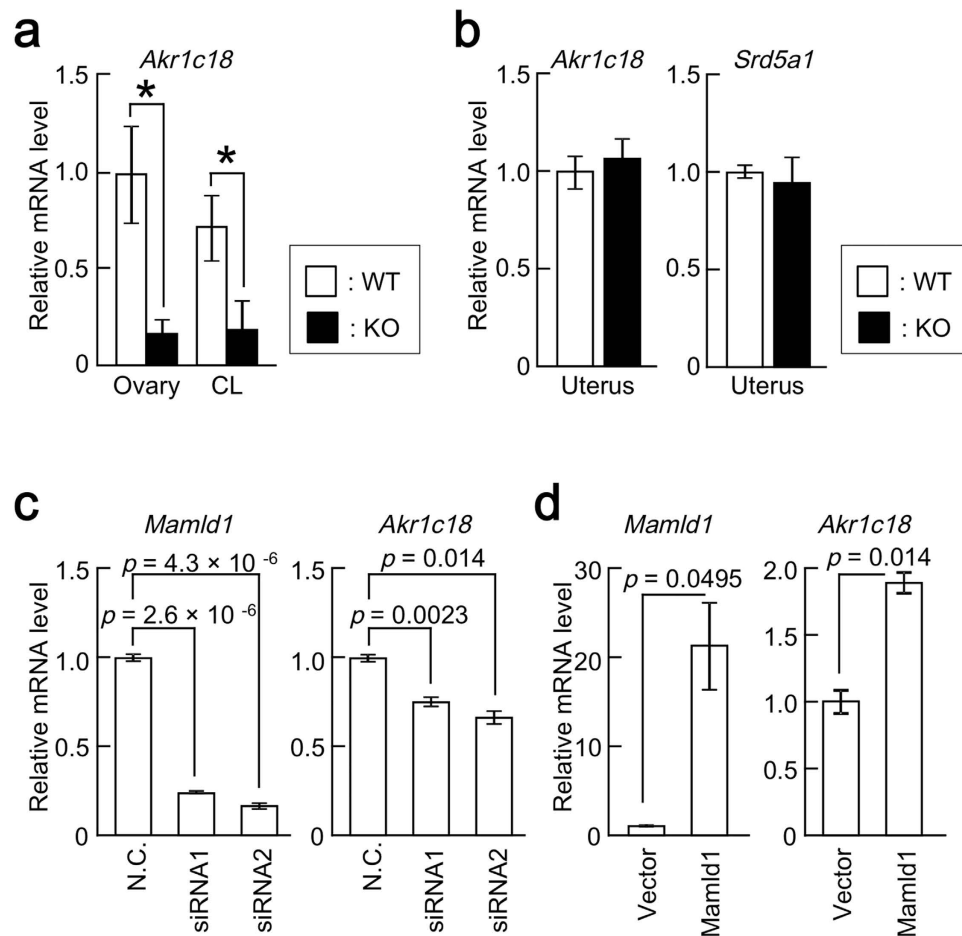 a
Akr1c18
Relative mRNA level
1.5
1.0
0.5
0
*
*
Ovary
CL
: WT
: KO
b
Akr1c18
Relative mRNA level
1.5
1.0
0.5
0
Uterus
Srd5a1
1.5
1.0
0.5
0
Uterus
: WT
: KO
c
Mamld1
Relative mRNA level
1.5
1.0
0.5
0
p = 4.3 × 10 -6
p = 2.6 × 10 -6
N.C.
siRNA1
siRNA2
Akr1c18
1.5
1.0
0.5
0
p = 0.014
p = 0.0023
N.C.
siRNA1
siRNA2
d
Mamld1
Relative mRNA level
30
20
10
0
p = 0.0495
Vector
Mamld1
Akr1c18
2.0
1.5
1.0
0.5
0
p = 0.014
Vector
Mamld1